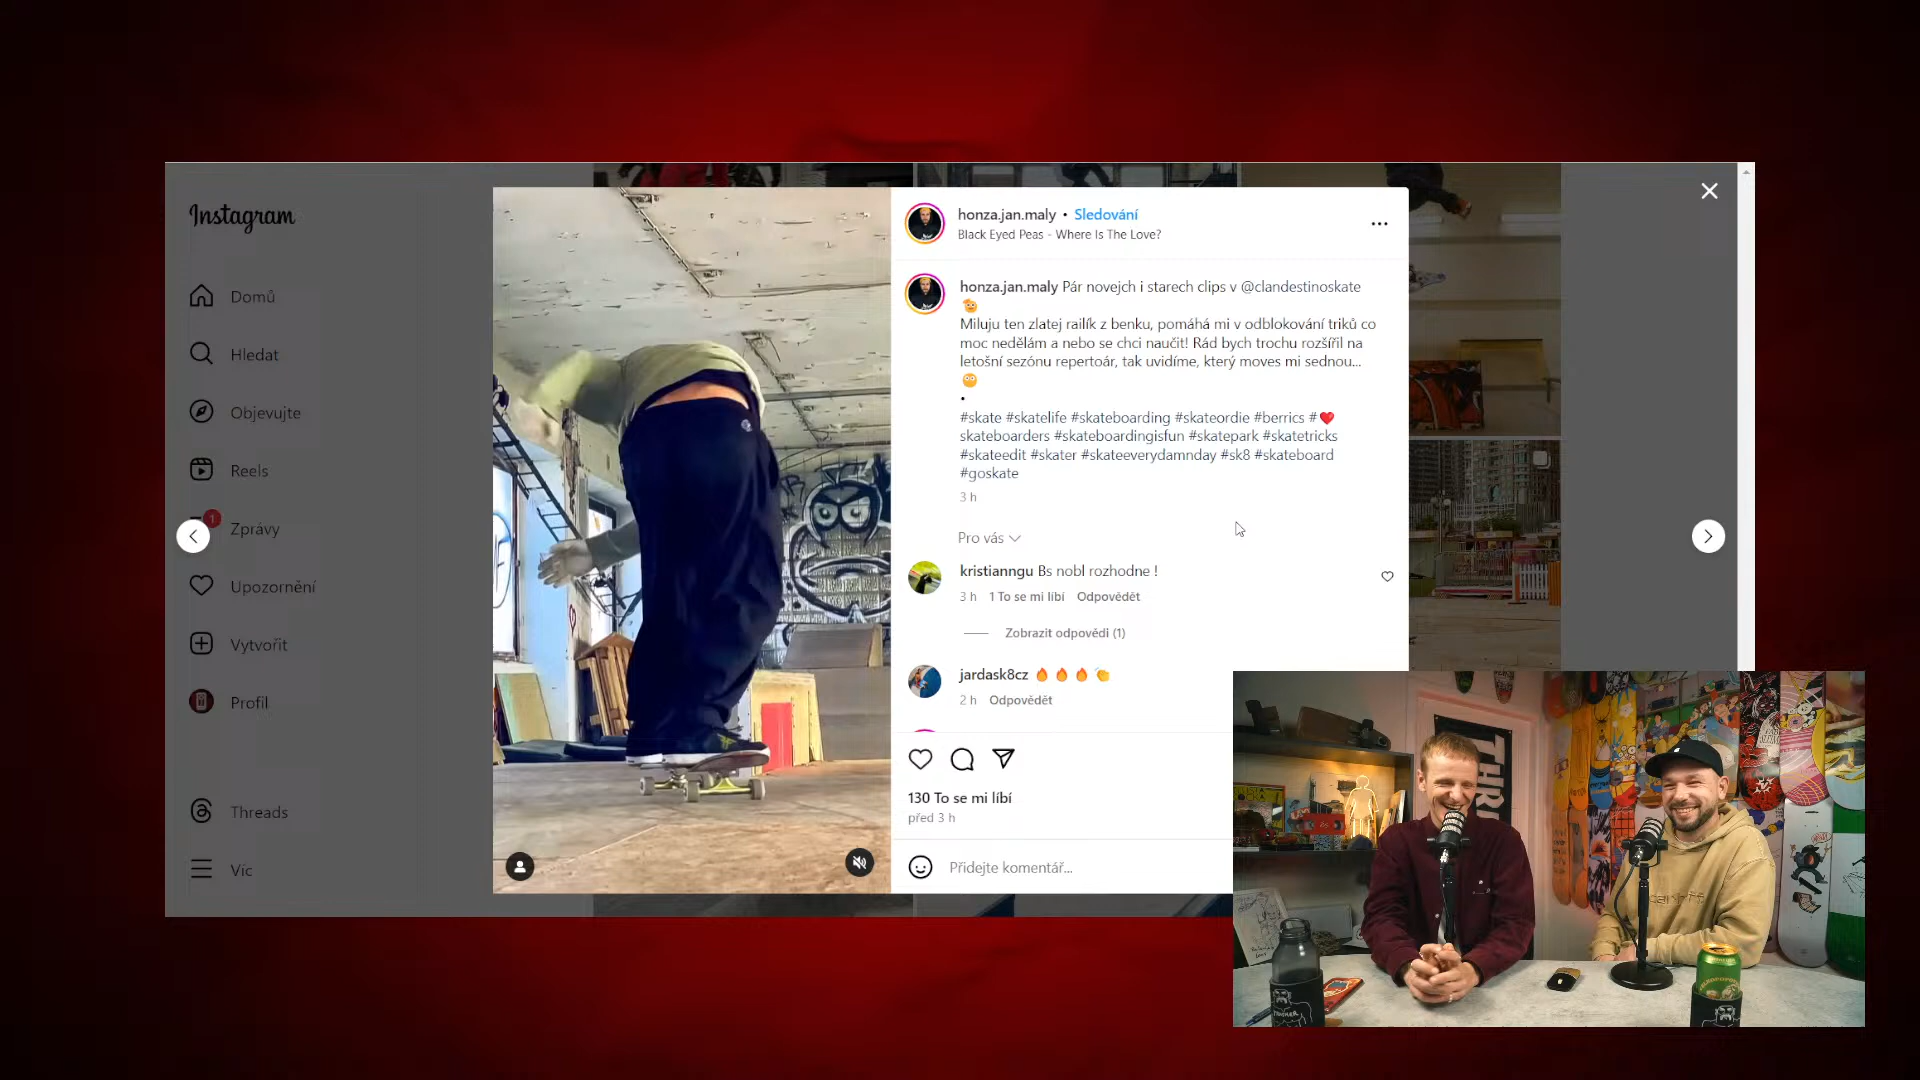 Instagram
Domů
Hledat
Objevujte
Reels
1
Zprávy
Upozornění
Vytvořit
Profil
Threads
Víc
honza.jan.maly • Sledování
Black Eyed Peas - Where Is The Love?
honza.jan.maly Pár novejch i starech clips v @clandestinoskate
🫡
Miluju ten zlatej railík z benku, pomáhá mi v odblokování triků co
moc nedělám a nebo se chci naučit! Rád bych trochu rozšířil na
letošní sezónu repertoár, tak uvidíme, který moves mi sednou...
😶
•
#skate #skatelife #skateboarding #skateordie #berrics #❤️
skateboarders #skateboardingisfun #skatepark #skatetricks
#skateedit #skater #skateeverydamnday #sk8 #skateboard
#goskate
3 h
Pro vás
kristianngu Bs nobl rozhodne !
3 h 1 To se mi líbí Odpovědět
Zobrazit odpovědi (1)
jardask8cz 🔥🔥🔥👏
2 h Odpovědět
130 To se mi líbí
před 3 h
Přidejte komentář...
THR